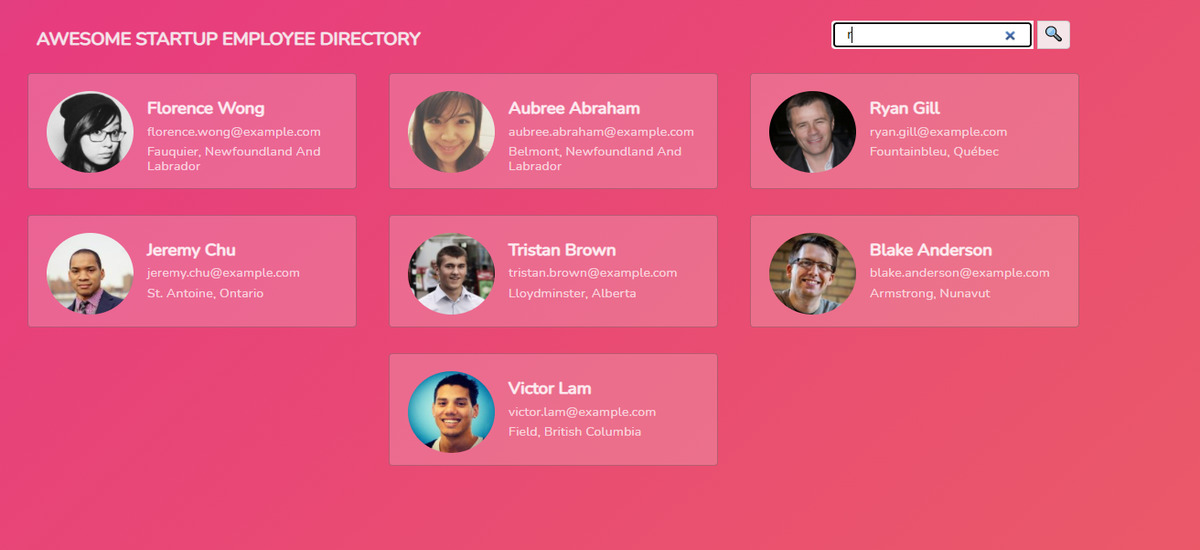 AWESOME STARTUP EMPLOYEE DIRECTORY
r
Florence Wong
florence.wong@example.com
Fauquier, Newfoundland And
Labrador
Aubree Abraham
aubree.abraham@example.com
Belmont, Newfoundland And
Labrador
Ryan Gill
ryan.gill@example.com
Fountainbleu, Québec
Jeremy Chu
jeremy.chu@example.com
St. Antoine, Ontario
Tristan Brown
tristan.brown@example.com
Lloydminster, Alberta
Blake Anderson
blake.anderson@example.com
Armstrong, Nunavut
Victor Lam
victor.lam@example.com
Field, British Columbia